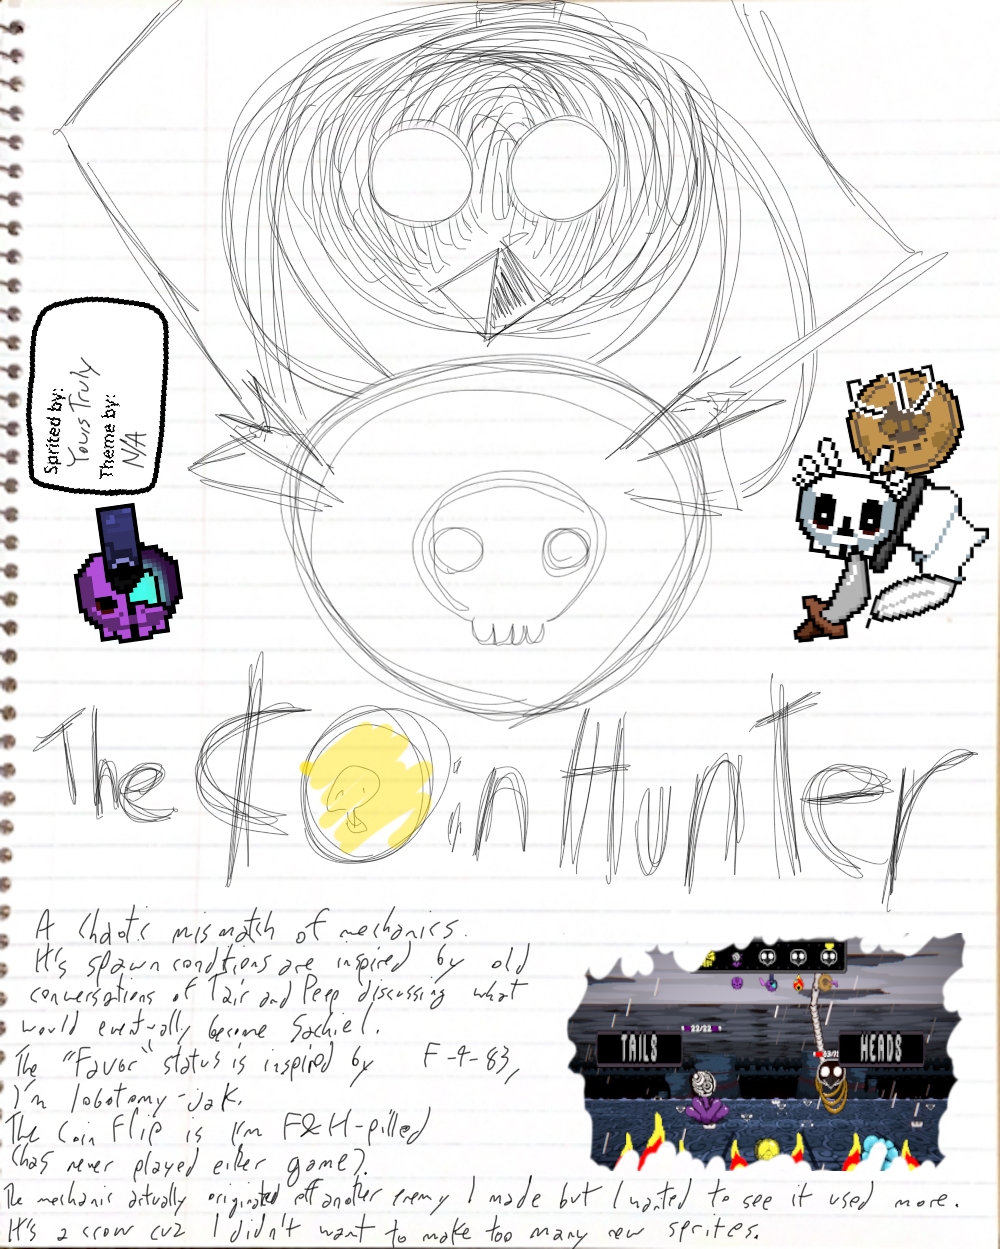 Sprited by:
Yours Truly
Theme by:
N/A
The Coin Hunter
A chaotic mismatch of mechanics.
It's spawn conditions are inspired by old
conversations of Tair and Peep discussing what
would eventually become Sachiel.
The "Favor" status is inspired by F-4-83,
I'm lobotomy-jak.
The Coin Flip is I'm F&H-pilled
(has never played either game).
The mechanic actually originated off another enemy I made but I wanted to see it used more.
It's a crow cuz I didn't want to make too many new sprites.
22/22
TAILS
HEADS